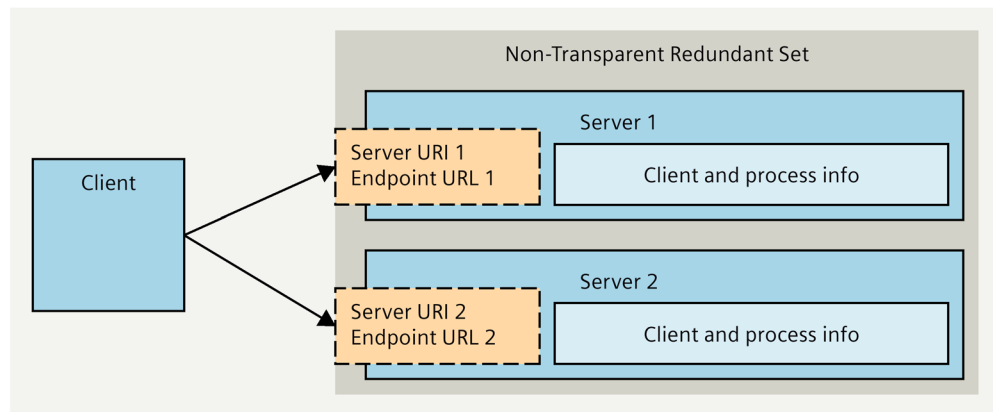 Non-Transparent Redundant Set
Server 1
Server URI 1
Endpoint URL 1
Client and process info
Client
Server 2
Server URI 2
Endpoint URL 2
Client and process info